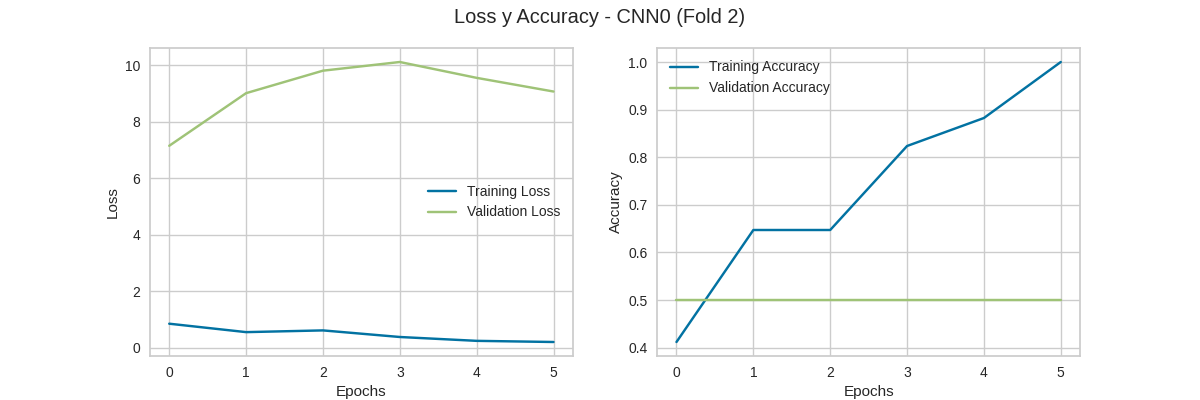 Loss y Accuracy - CNN0 (Fold 2)
10
8
6
4
2
0
Loss
Training Loss
Validation Loss
0 1 2 3 4 5
Epochs
1.0
0.9
0.8
0.7
0.6
0.5
0.4
Accuracy
Training Accuracy
Validation Accuracy
0 1 2 3 4 5
Epochs